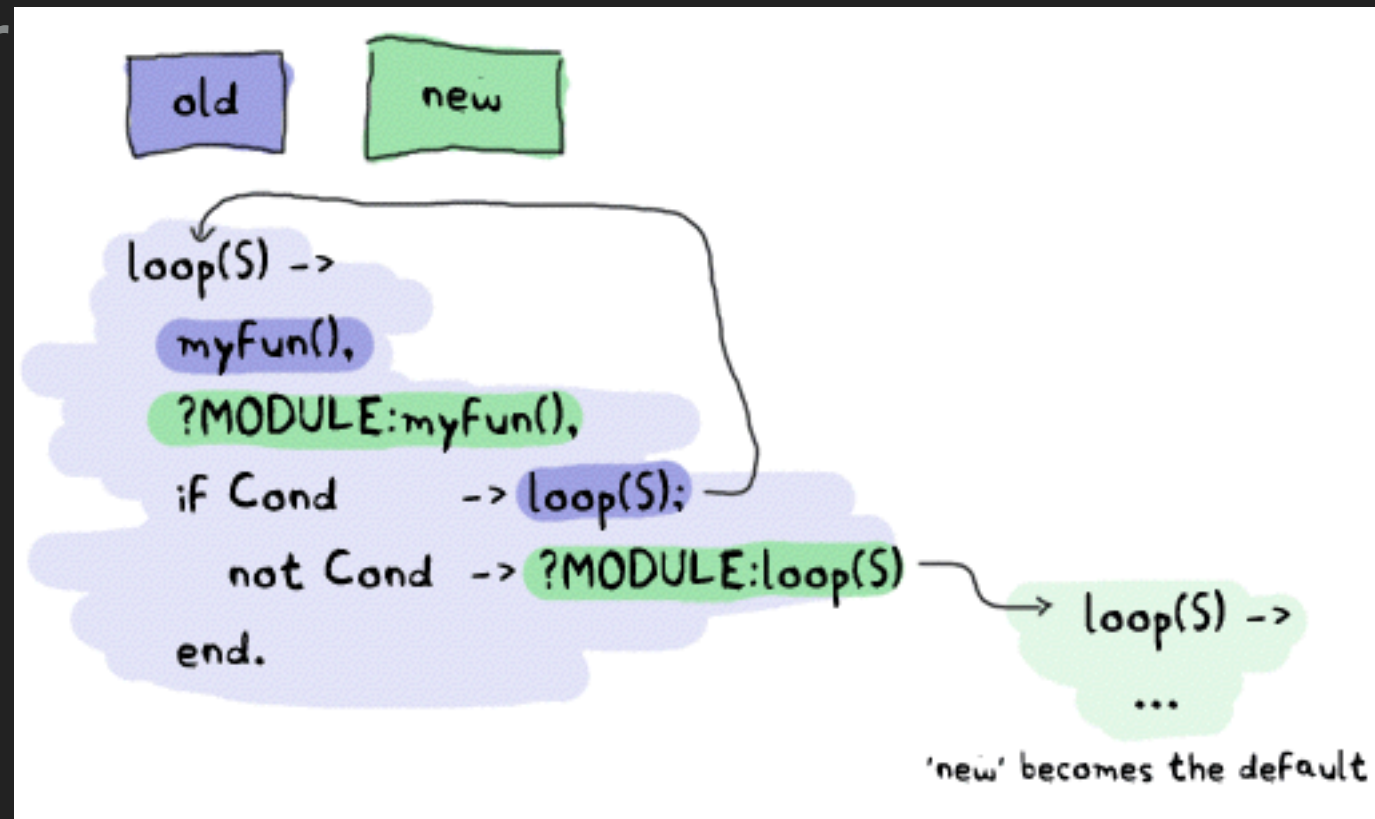 old
new
loop(S) ->
myFun(),
?MODULE:myFun(),
if Cond -> loop(S);
not Cond -> ?MODULE:loop(S)
end.
loop(S) ->
...
'new' becomes the default